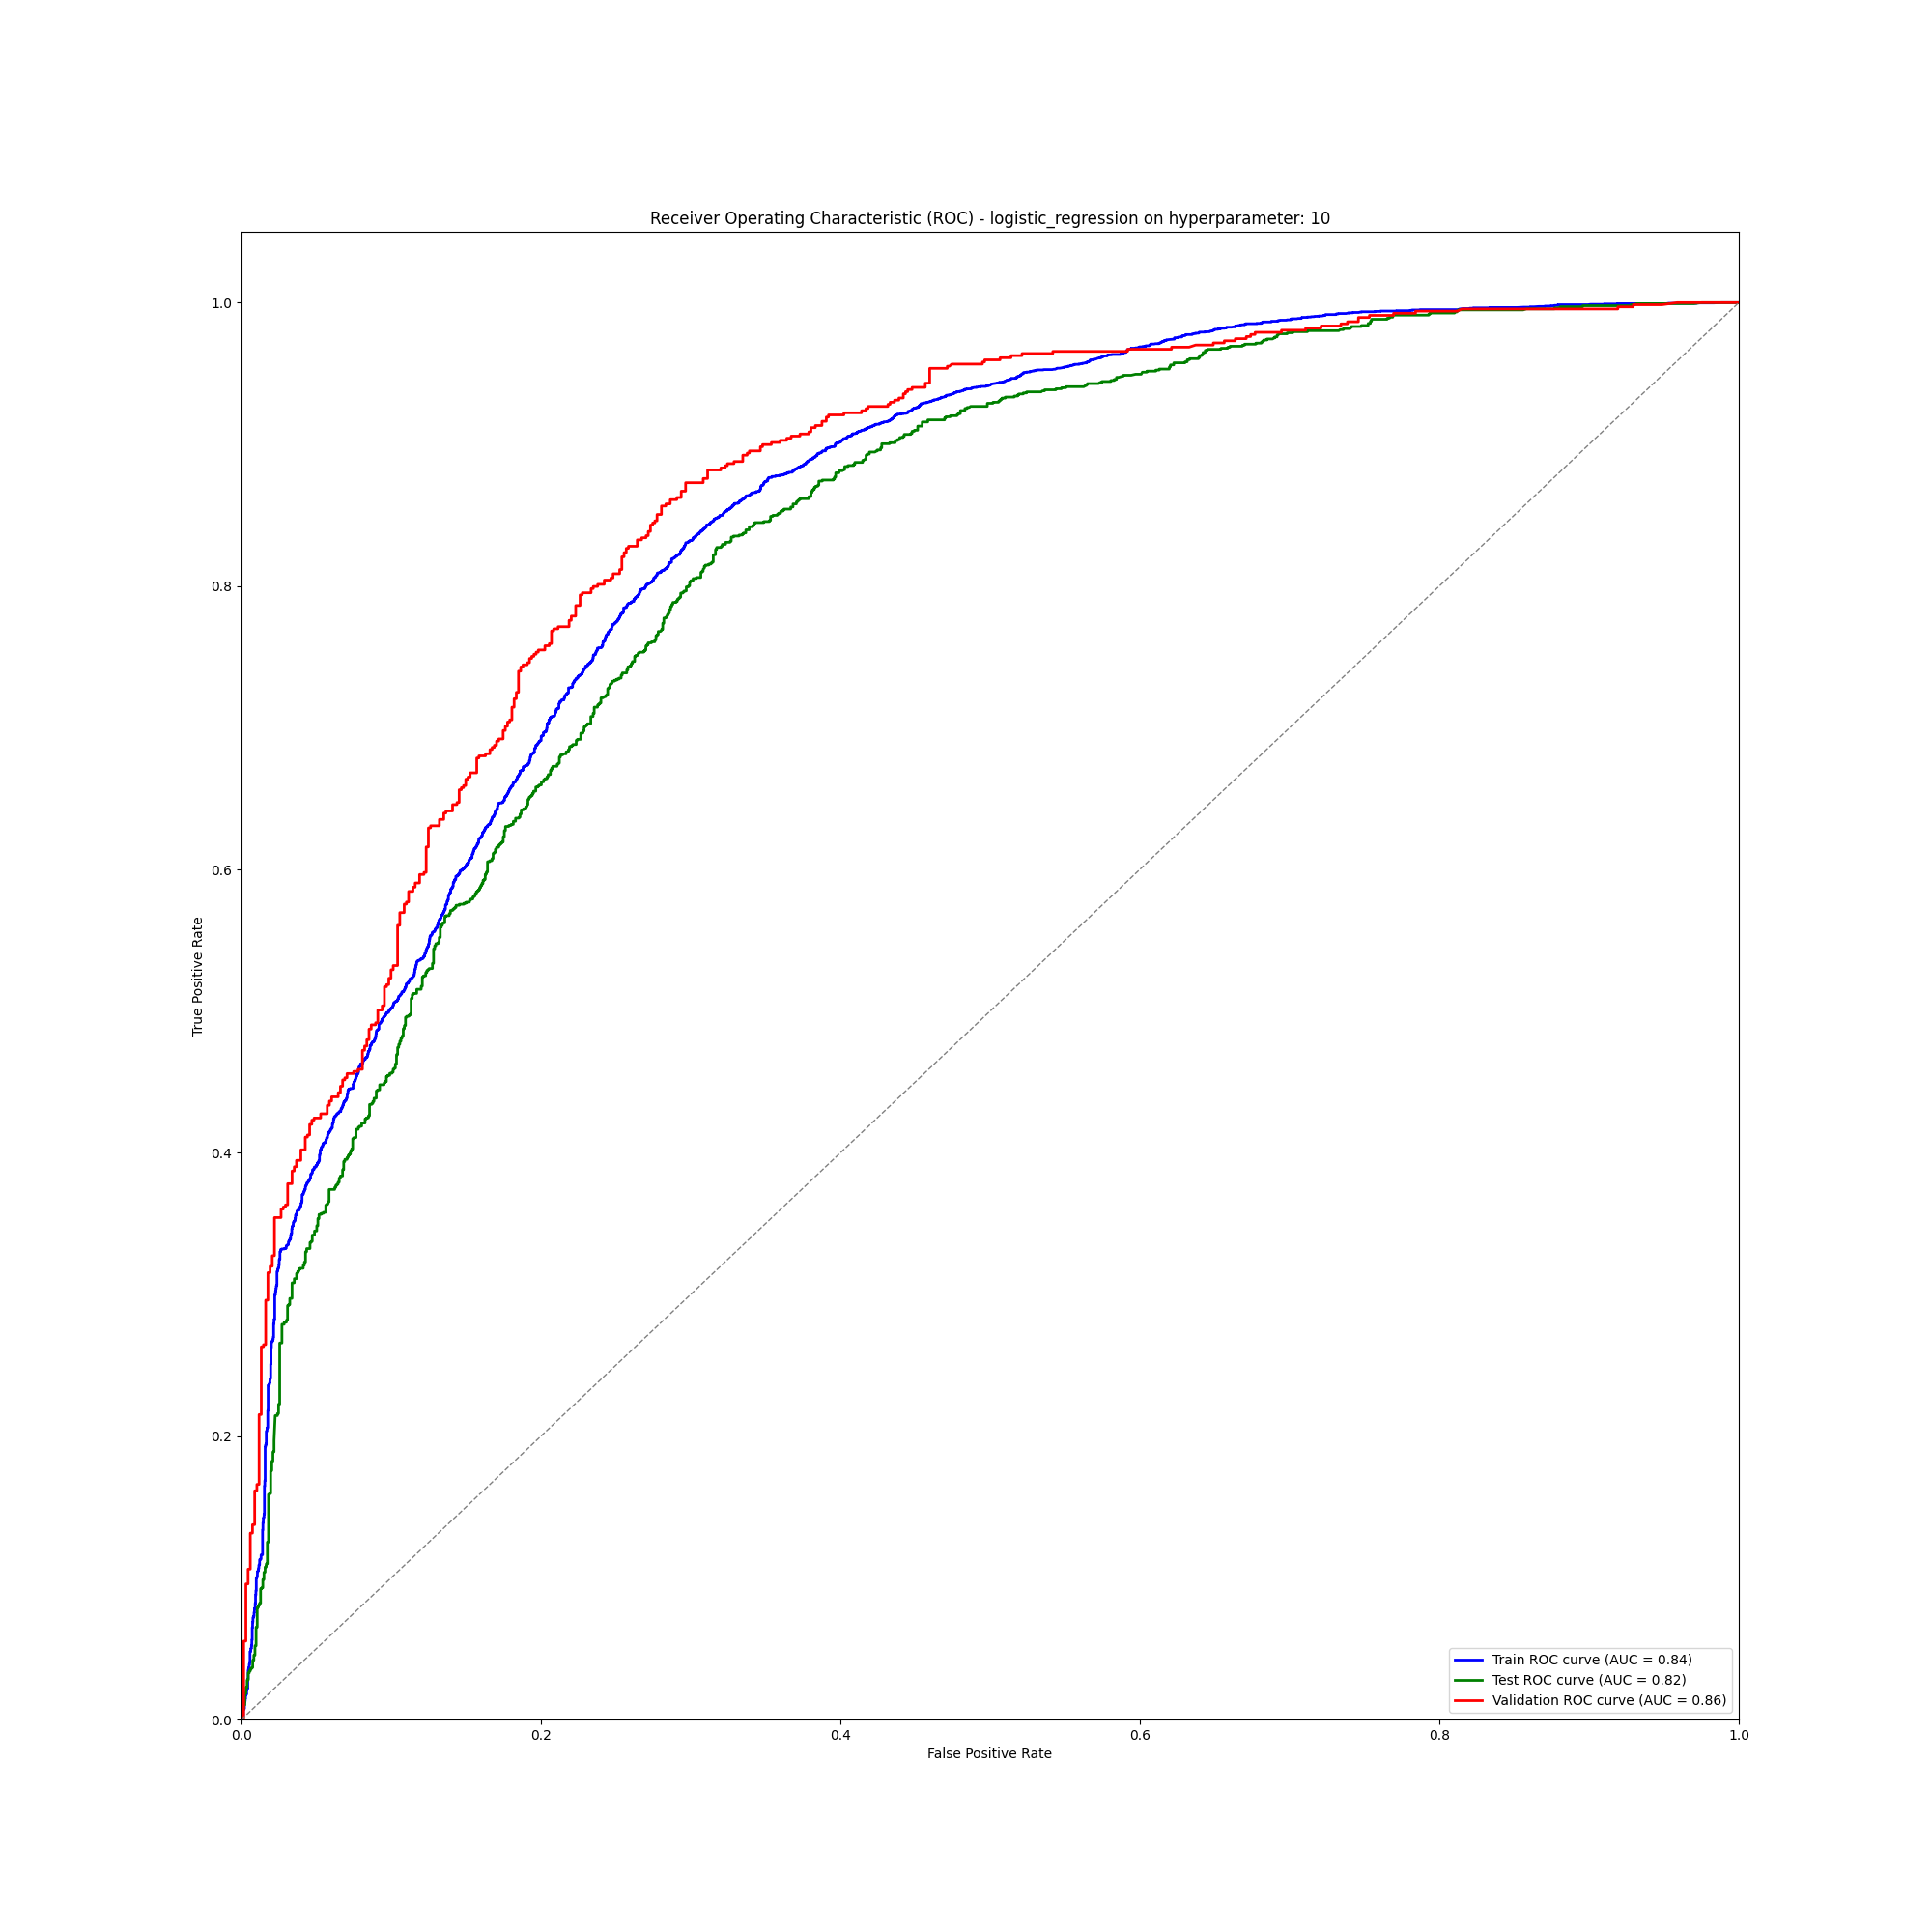 Receiver Operating Characteristic (ROC) - logistic_regression on hyperparameter: 10
1.0
0.8
0.6
0.4
0.2
0.0
True Positive Rate
0.0 0.2 0.4 0.6 0.8 1.0
False Positive Rate
Train ROC curve (AUC = 0.84)
Test ROC curve (AUC = 0.82)
Validation ROC curve (AUC = 0.86)